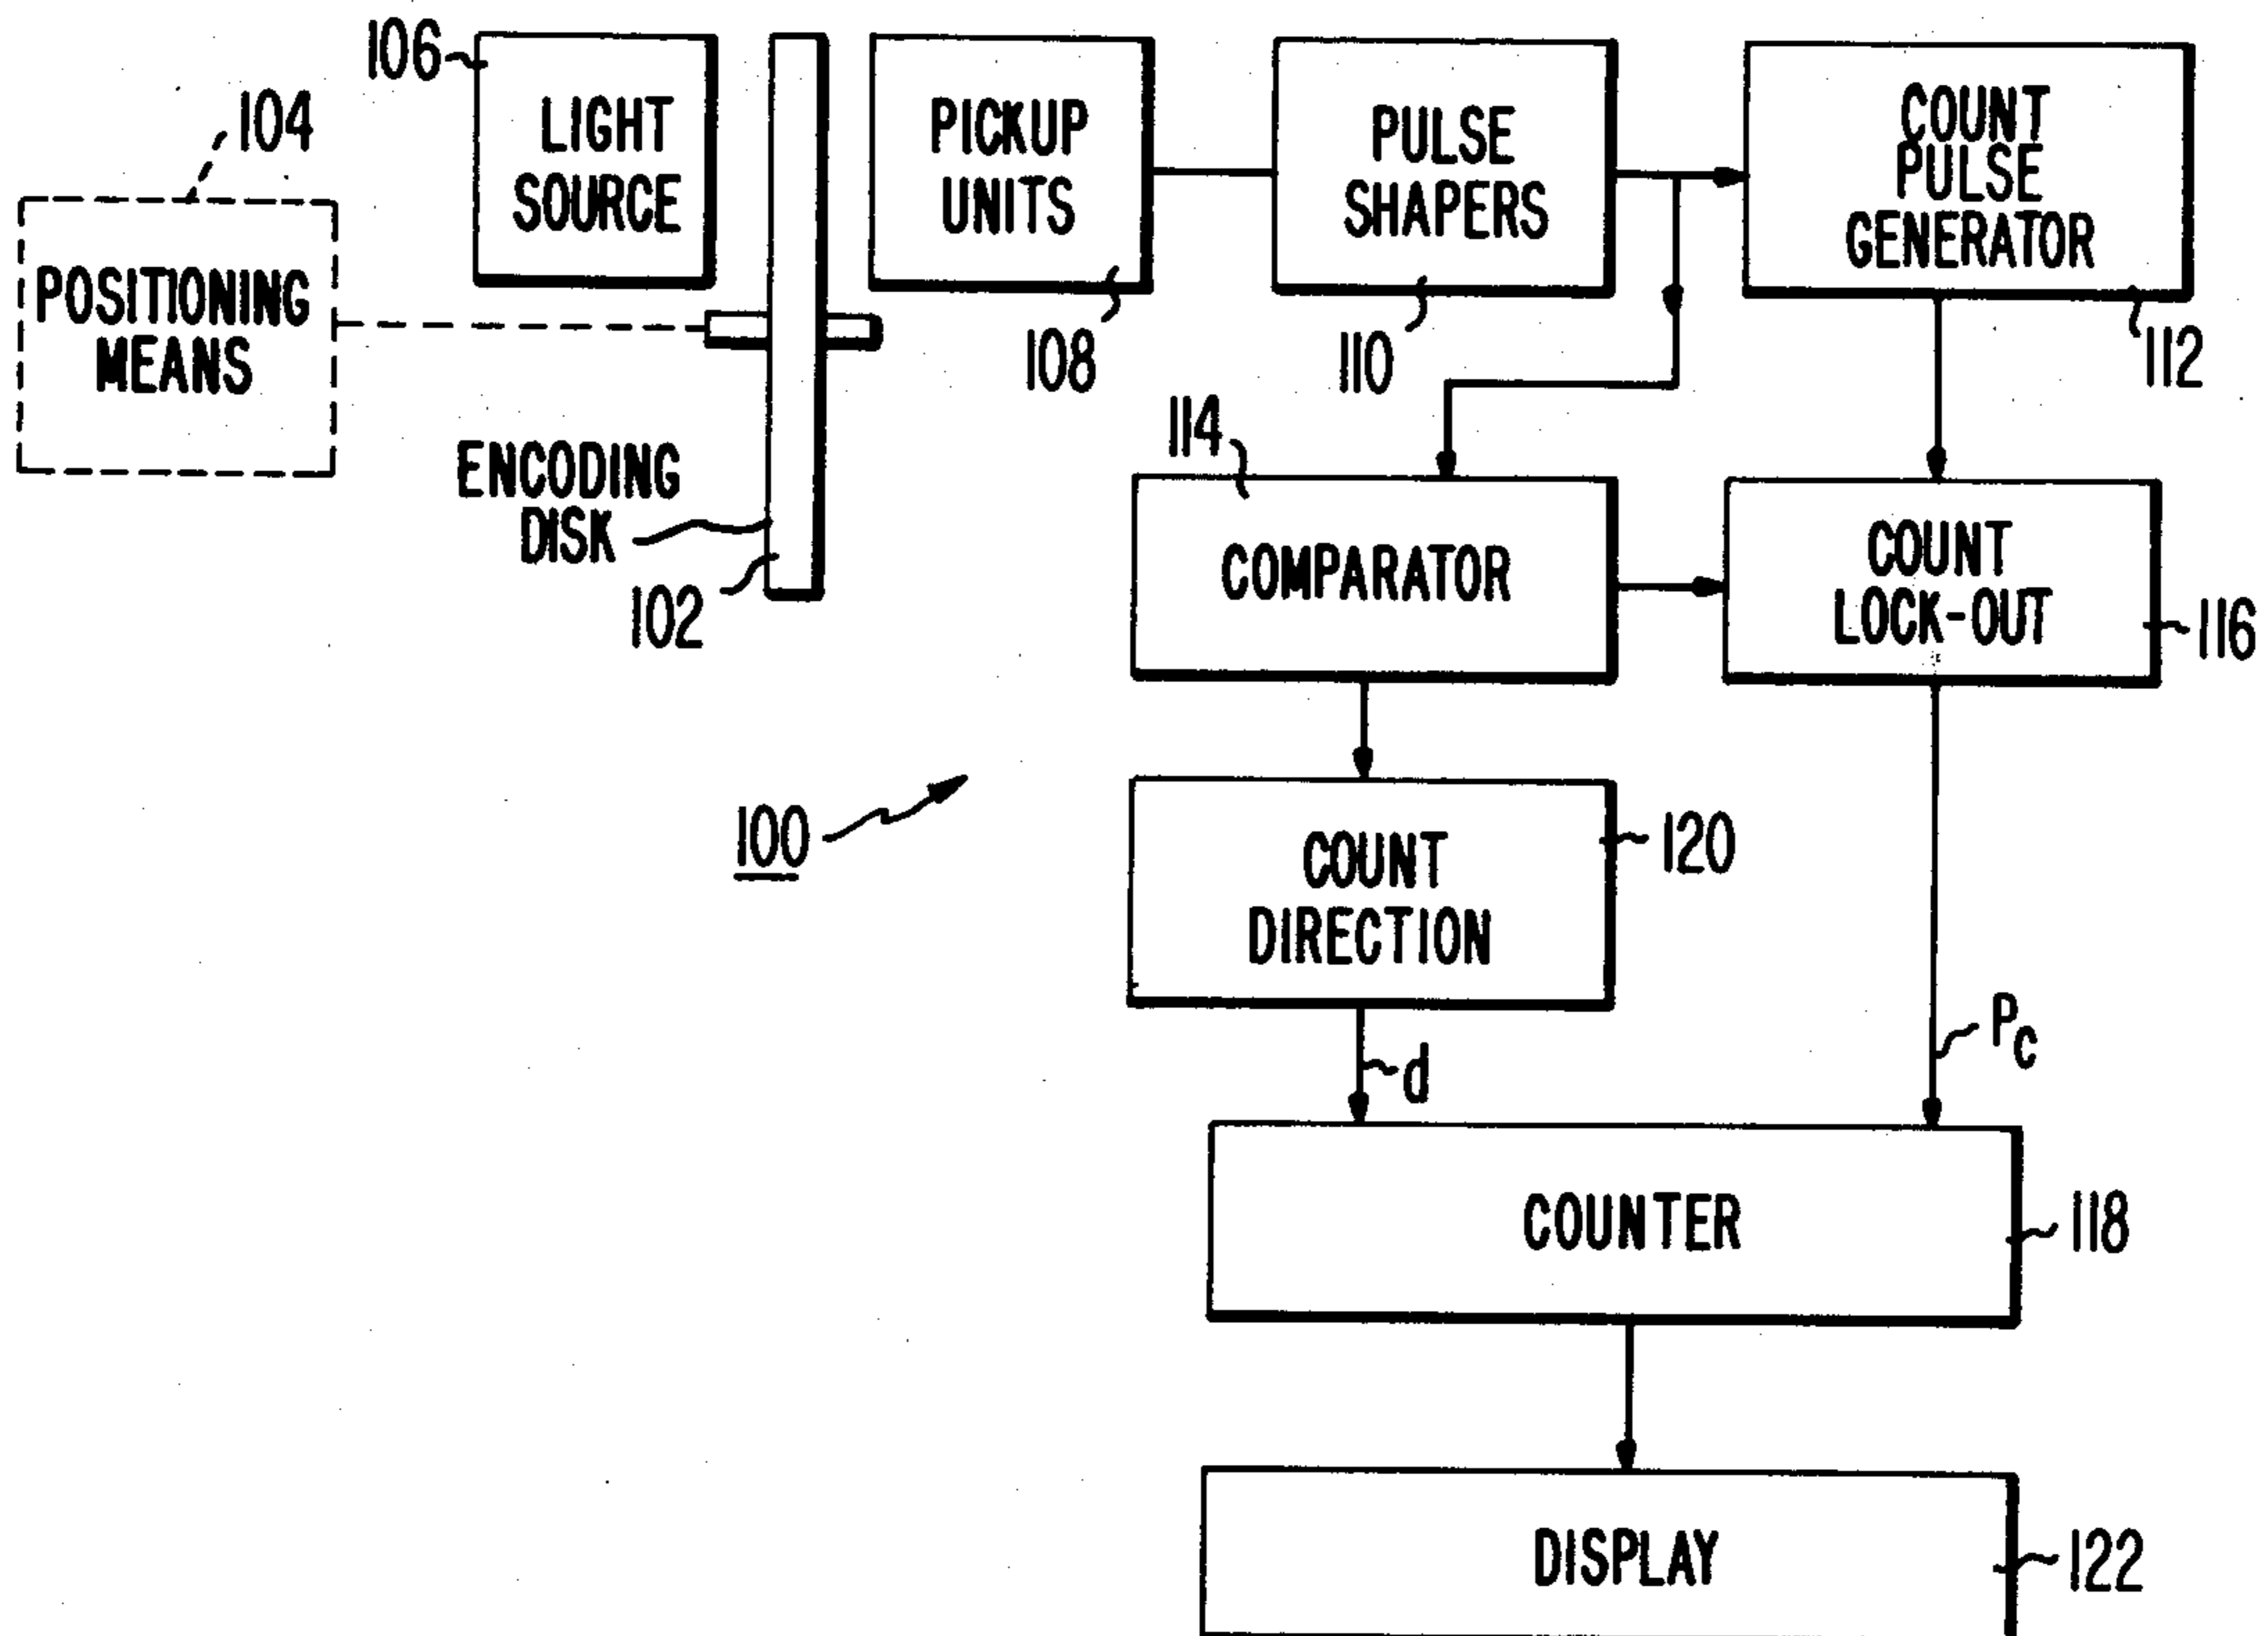 106
104
LIGHT
SOURCE
PICKUP
UNITS
PULSE
SHAPERS
COUNT
PULSE
GENERATOR
POSITIONING
MEANS
108
110
112
114
ENCODING
DISK
102
COMPARATOR
COUNT
LOCK-OUT
116
100
COUNT
DIRECTION
120
d
Pc
COUNTER
118
DISPLAY
122